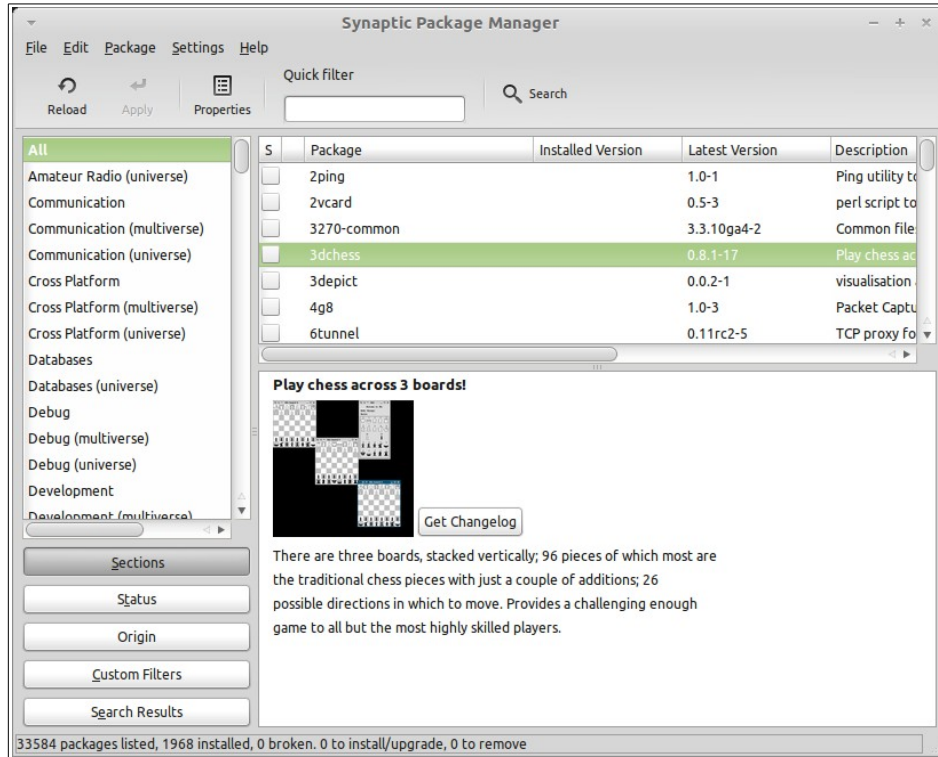 Synaptic Package Manager
File Edit Package Settings Help
Reload
Apply
Properties
Quick filter
Search
All
Amateur Radio (universe)
Communication
Communication (multiverse)
Communication (universe)
Cross Platform
Cross Platform (multiverse)
Cross Platform (universe)
Databases
Databases (universe)
Debug
Debug (multiverse)
Debug (universe)
Development
Development (multiverse)
Sections
Status
Origin
Custom Filters
Search Results
S Package Installed Version Latest Version Description
2ping 1.0-1 Ping utility to
2vcard 0.5-3 perl script to
3270-common 3.3.10ga4-2 Common file
3dchess 0.8.1-17 Play chess ac
3depict 0.0.2-1 visualisation
4g8 1.0-3 Packet Captu
6tunnel 0.11rc2-5 TCP proxy fo
Play chess across 3 boards!
Get Changelog
There are three boards, stacked vertically; 96 pieces of which most are
the traditional chess pieces with just a couple of additions; 26
possible directions in which to move. Provides a challenging enough
game to all but the most highly skilled players.
33584 packages listed, 1968 installed, 0 broken. 0 to install/upgrade, 0 to remove